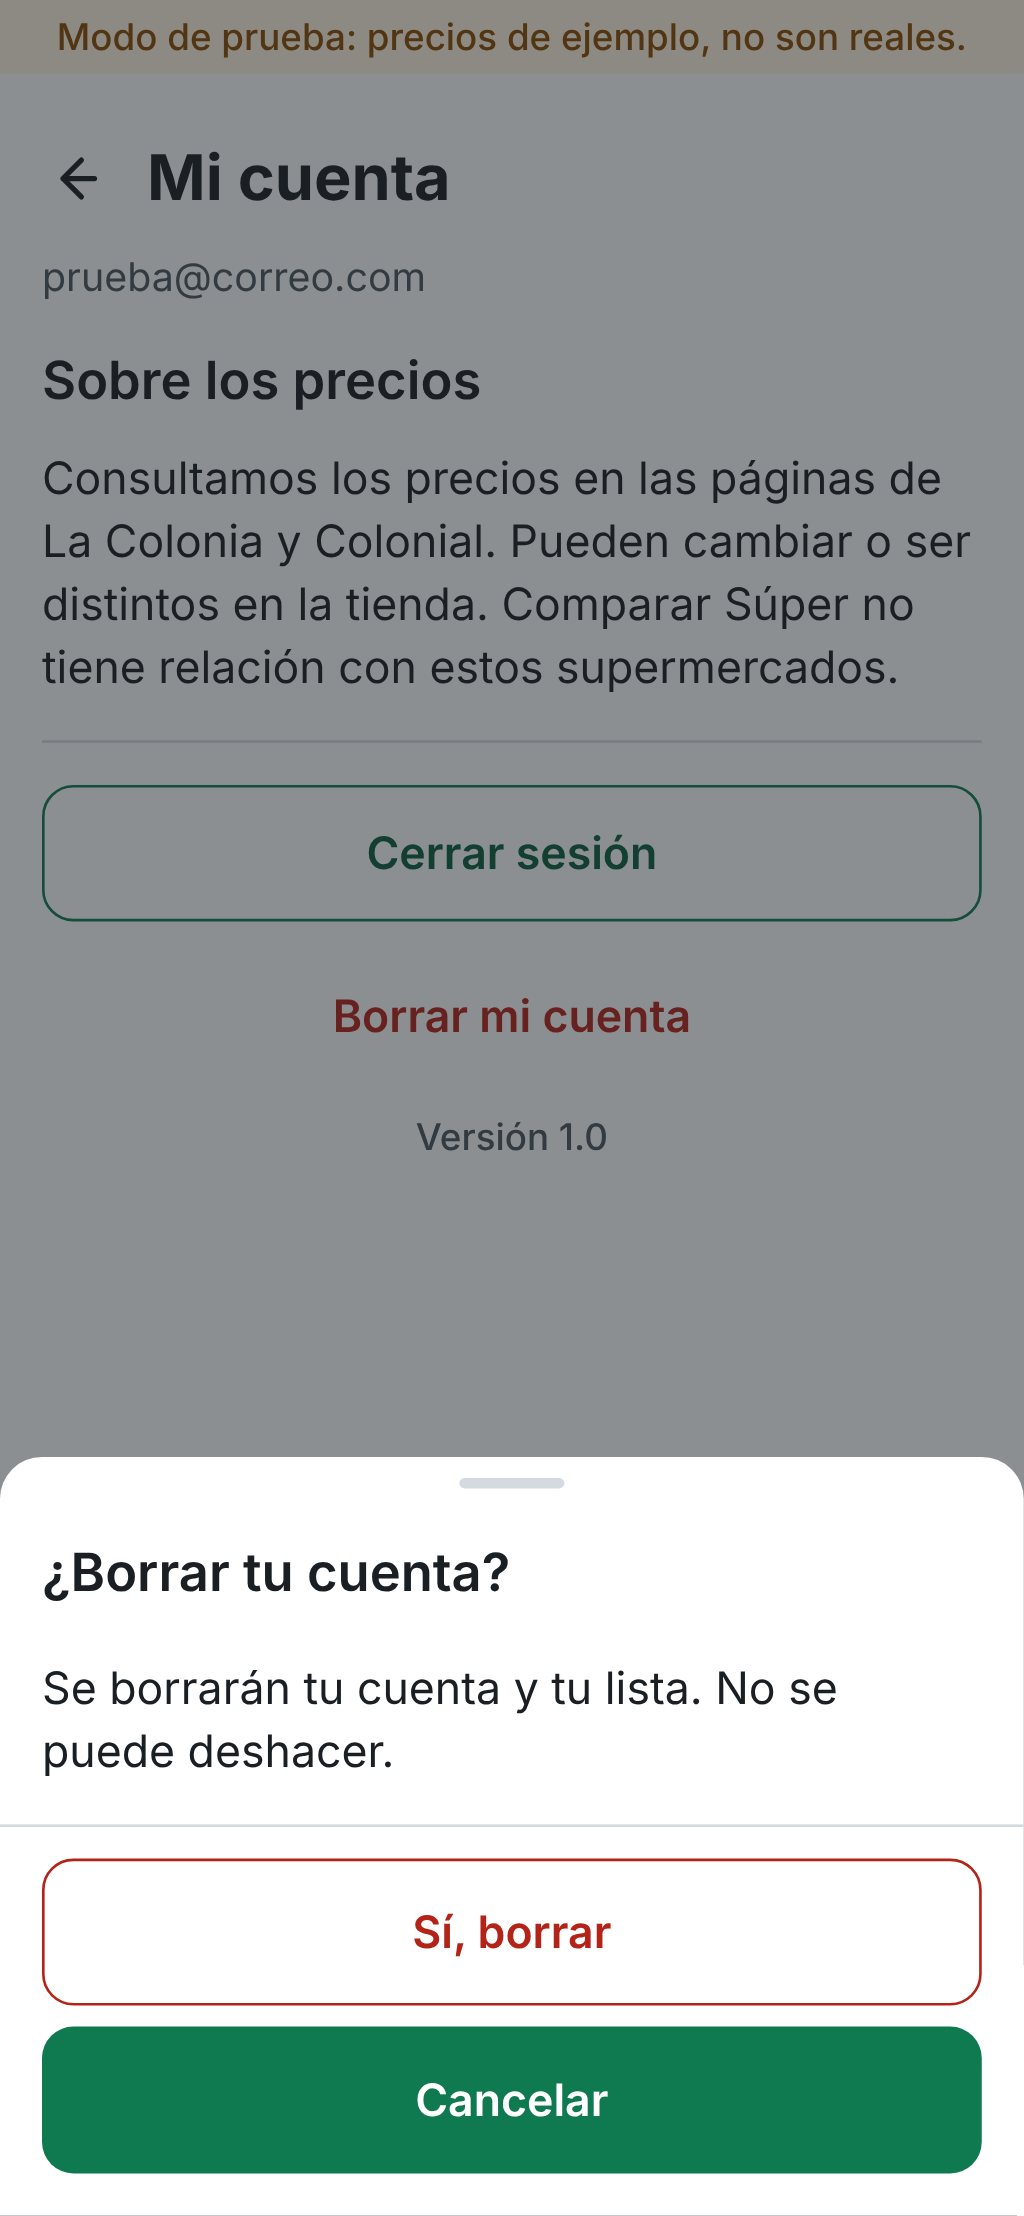 Modo de prueba: precios de ejemplo, no son reales.
Mi cuenta
prueba@correo.com
Sobre los precios
Consultamos los precios en las páginas de
La Colonia y Colonial. Pueden cambiar o ser
distintos en la tienda. Comparar Súper no
tiene relación con estos supermercados.
Cerrar sesión
Borrar mi cuenta
Versión 1.0
¿Borrar tu cuenta?
Se borrarán tu cuenta y tu lista. No se
puede deshacer.
Sí, borrar
Cancelar